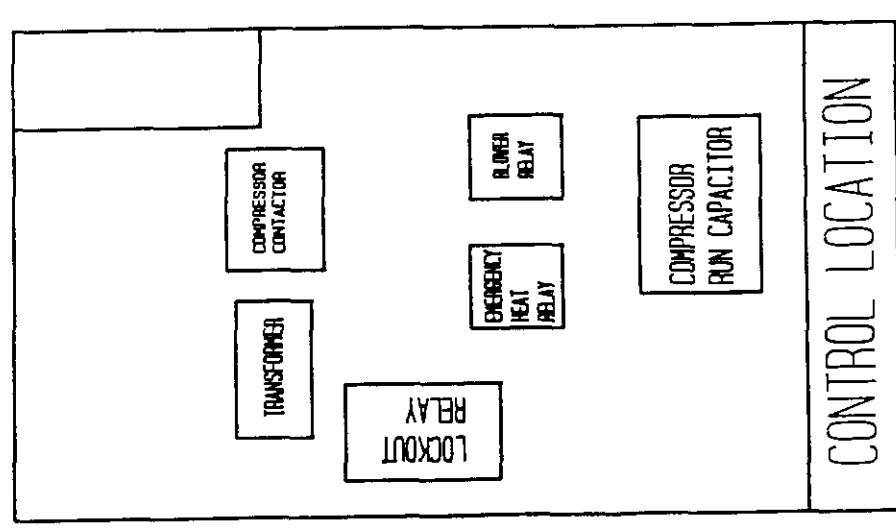 TRANSFORMER
COMPRESSOR
CONTACTOR
LOCKOUT
RELAY
EMERGENCY
HEAT
RELAY
BLOWER
RELAY
COMPRESSOR
RUN CAPACITOR
CONTROL LOCATION